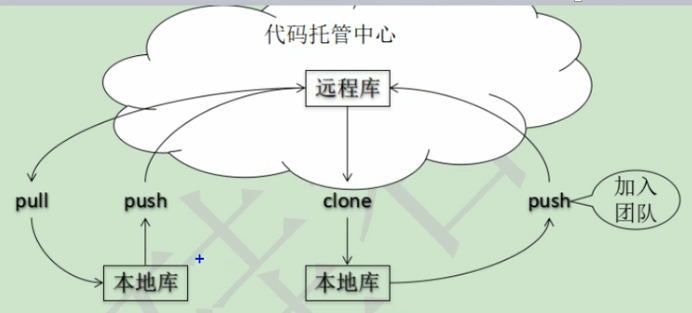 代码托管中心
远程库
pull
push
clone
push
加入
团队
本地库
本地库